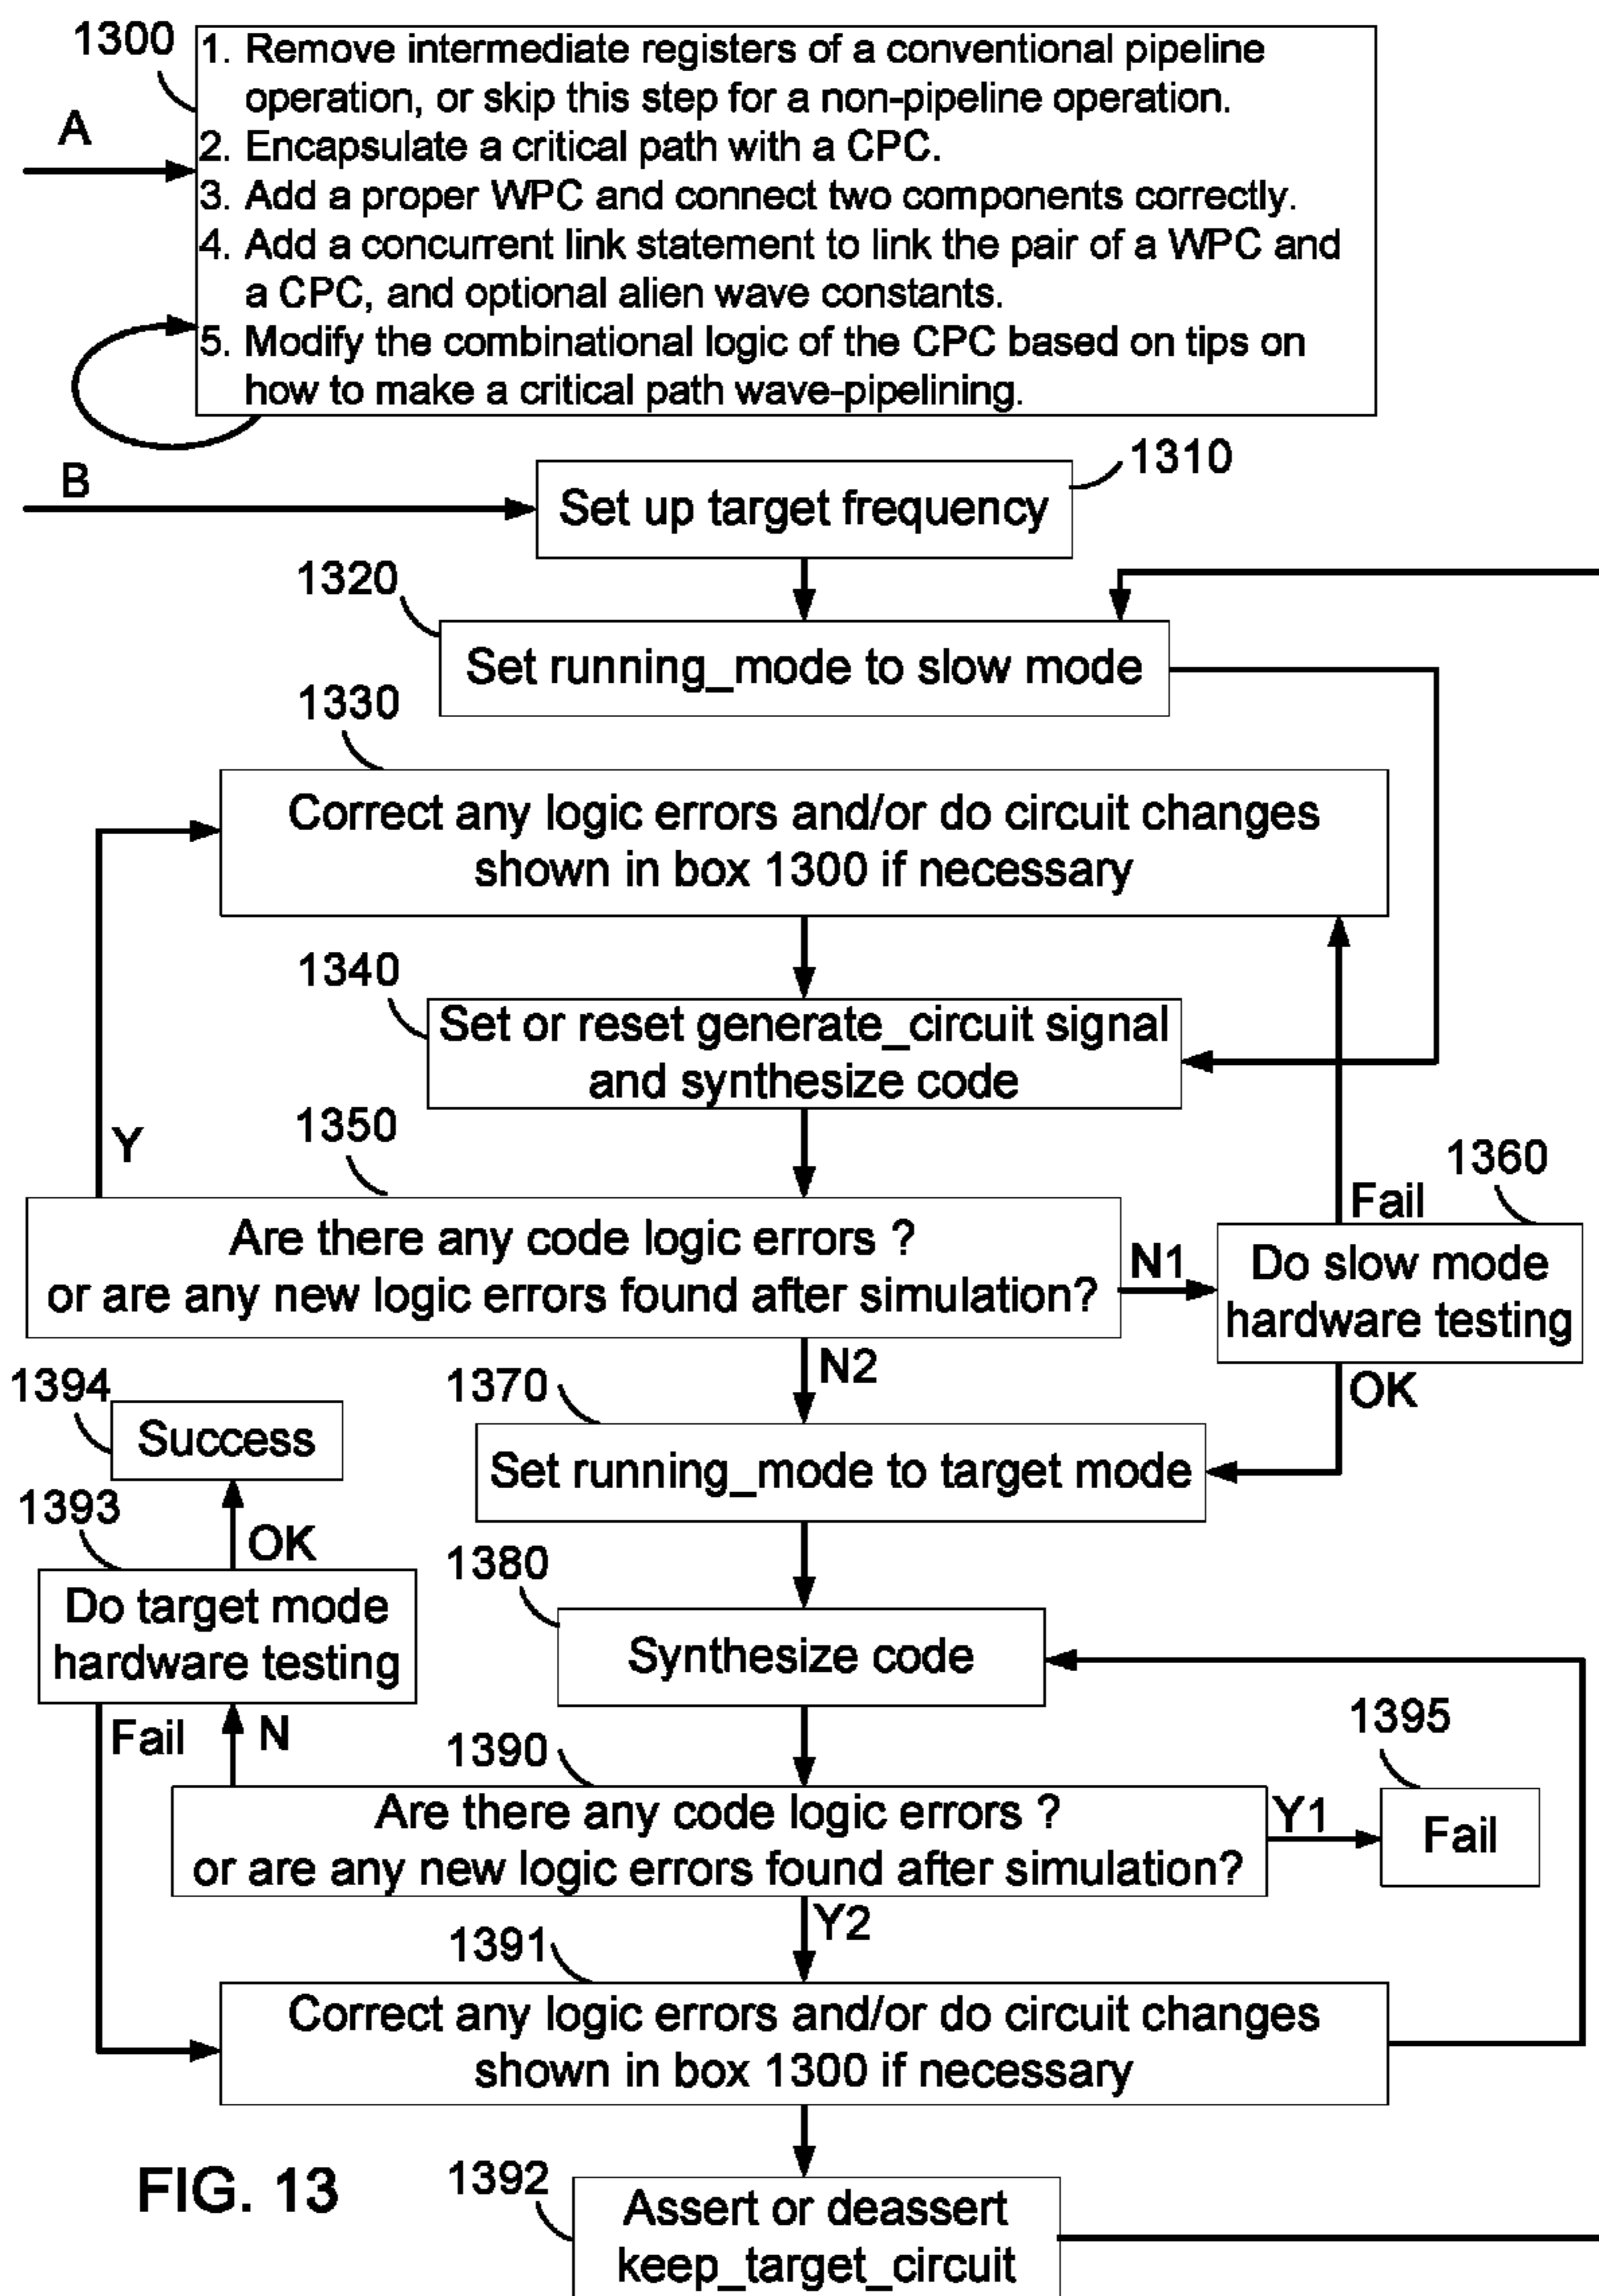 1300
1. Remove intermediate registers of a conventional pipeline
operation, or skip this step for a non-pipeline operation.
A
2. Encapsulate a critical path with a CPC.
3. Add a proper WPC and connect two components correctly.
4. Add a concurrent link statement to link the pair of a WPC and
a CPC, and optional alien wave constants.
5. Modify the combinational logic of the CPC based on tips on
how to make a critical path wave-pipelining.
B
1310
Set up target frequency
1320
Set running_mode to slow mode
1330
Correct any logic errors and/or do circuit changes
shown in box 1300 if necessary
1340
Set or reset generate_circuit signal
and synthesize code
Y
1350
Are there any code logic errors ?
or are any new logic errors found after simulation?
N1
1360
Fail
Do slow mode
hardware testing
OK
N2
1370
Set running_mode to target mode
1394
Success
1393
OK
Do target mode
hardware testing
1380
Synthesize code
Fail
N
1390
Are there any code logic errors ?
or are any new logic errors found after simulation?
Y1
1395
Fail
Y2
1391
Correct any logic errors and/or do circuit changes
shown in box 1300 if necessary
FIG. 13
1392
Assert or deassert
keep_target_circuit